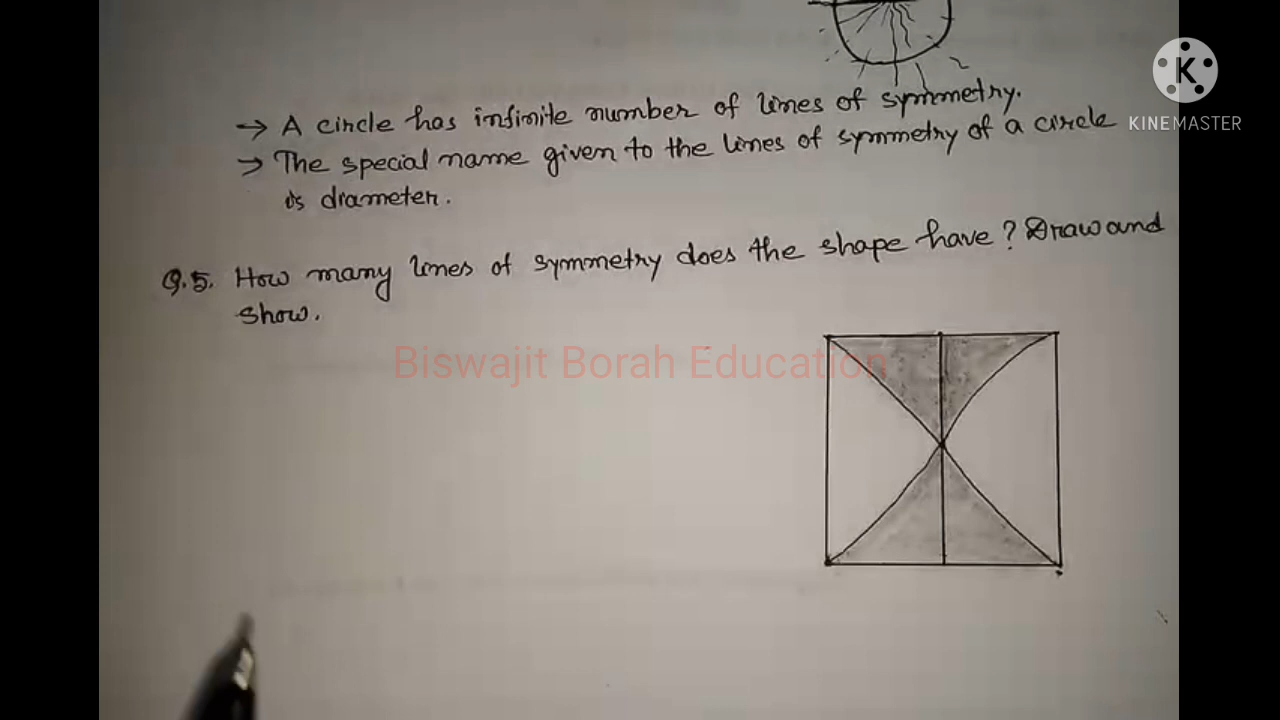 → A circle has infinite number of lines of symmetry.
→ The special name given to the lines of symmetry of a circle
is diameter.
Q.5. How many lines of symmetry does the shape have? Draw and
show.
Biswajit Borah Education
K
KINEMASTER